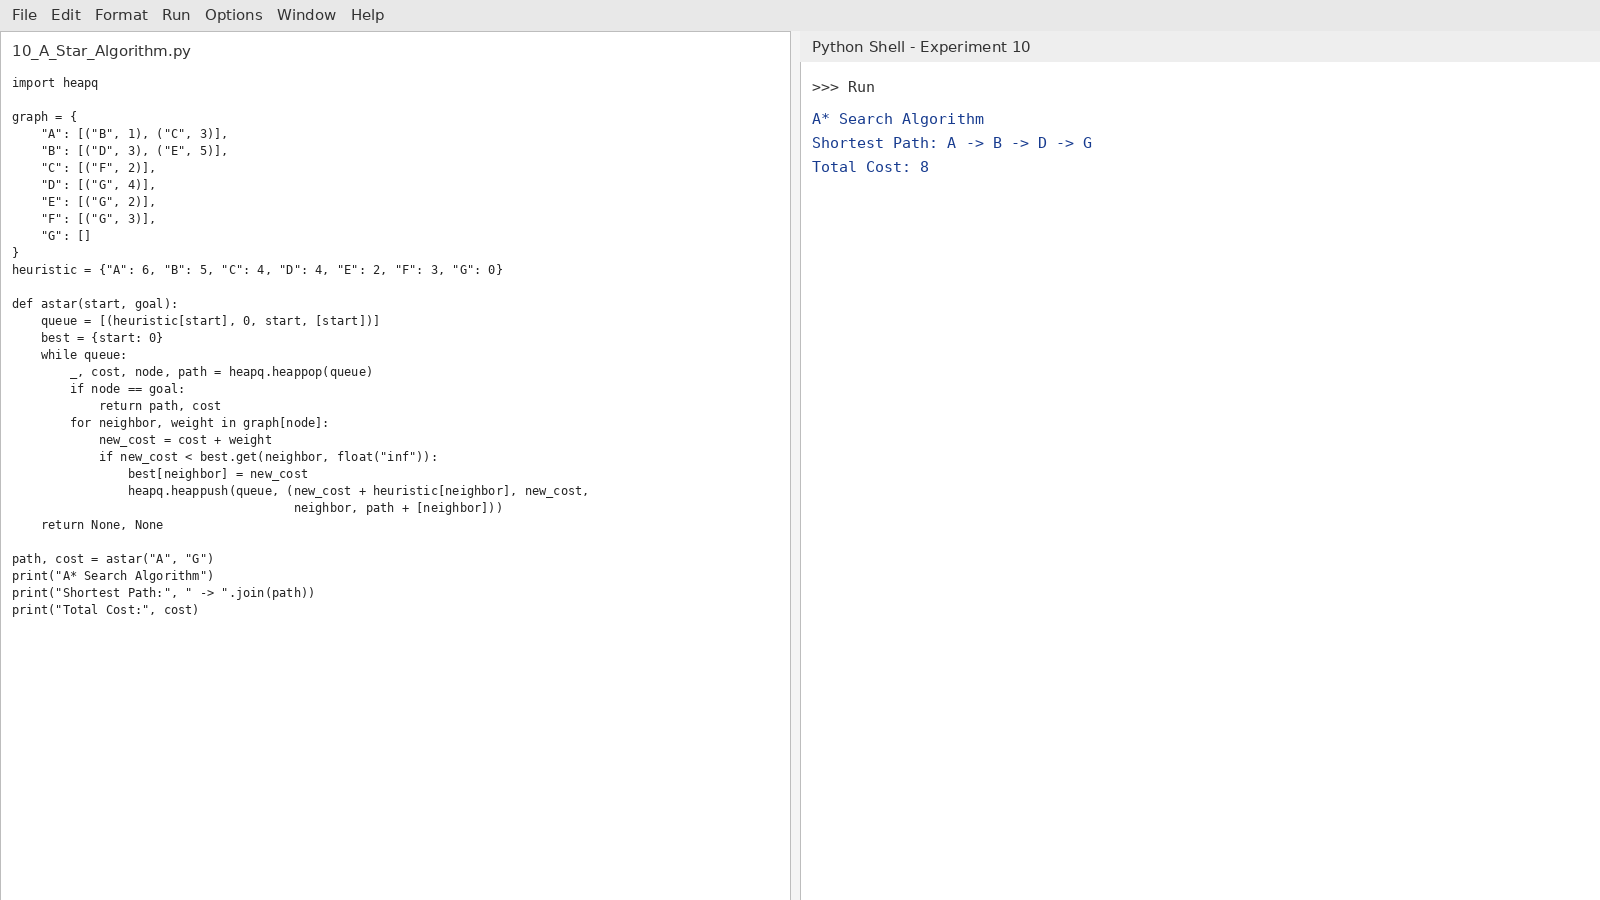 File Edit Format Run Options Window Help
10_A_Star_Algorithm.py
import heapq

graph = {
    "A": [("B", 1), ("C", 3)],
    "B": [("D", 3), ("E", 5)],
    "C": [("F", 2)],
    "D": [("G", 4)],
    "E": [("G", 2)],
    "F": [("G", 3)],
    "G": []
}
heuristic = {"A": 6, "B": 5, "C": 4, "D": 4, "E": 2, "F": 3, "G": 0}

def astar(start, goal):
    queue = [(heuristic[start], 0, start, [start])]
    best = {start: 0}
    while queue:
        _, cost, node, path = heapq.heappop(queue)
        if node == goal:
            return path, cost
        for neighbor, weight in graph[node]:
            new_cost = cost + weight
            if new_cost < best.get(neighbor, float("inf")):
                best[neighbor] = new_cost
                heapq.heappush(queue, (new_cost + heuristic[neighbor], new_cost,
                                       neighbor, path + [neighbor]))
    return None, None

path, cost = astar("A", "G")
print("A* Search Algorithm")
print("Shortest Path:", " -> ".join(path))
print("Total Cost:", cost)
Python Shell - Experiment 10
>>> Run
A* Search Algorithm
Shortest Path: A -> B -> D -> G
Total Cost: 8